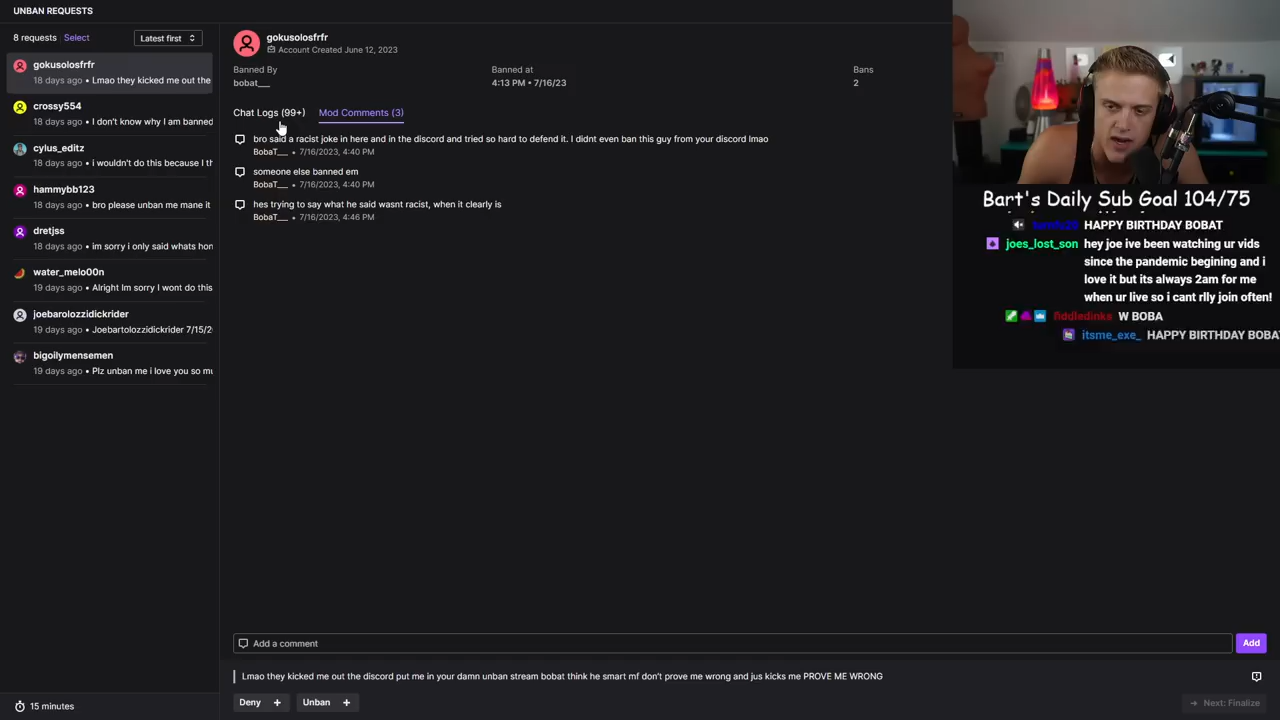 UNBAN REQUESTS
8 requests Select
Latest first
gokusolosfrfr
18 days ago • Lmao they kicked me out the
crossy554
18 days ago • I don't know why I am banned
cylus_editz
18 days ago • i wouldn't do this because I th
hammybb123
18 days ago • bro please unban me mane it
dretjss
18 days ago • im sorry i only said whats hon
water_melo00n
19 days ago • Alright Im sorry I wont do this
joebarolozzidickrider
19 days ago • Joebartolozzidickrider 7/15/2
bigoilymensemen
19 days ago • Plz unban me i love you so mu
15 minutes
gokusolosfrfr
Account Created June 12, 2023
Banned By
bobat__
Banned at
4:13 PM • 7/16/23
Bans
2
Chat Logs (99+) Mod Comments (3)
bro said a racist joke in here and in the discord and tried so hard to defend it. I didnt even ban this guy from your discord lmao
BobaT__ • 7/16/2023, 4:40 PM
someone else banned em
BobaT__ • 7/16/2023, 4:40 PM
hes trying to say what he said wasnt racist, when it clearly is
BobaT__ • 7/16/2023, 4:46 PM
Add a comment
Add
Lmao they kicked me out the discord put me in your damn unban stream bobat think he smart mf don't prove me wrong and jus kicks me PROVE ME WRONG
Deny + Unban +
→ Next: Finalize
Bart's Daily Sub Goal 104/75
HAPPY BIRTHDAY BOBAT
joes_lost_son hey joe ive been watching ur vids
since the pandemic begining and i
love it but its always 2am for me
when ur live so i cant rlly join often!
fiddledinks W BOBA
itsme_exe_ HAPPY BIRTHDAY BOBA